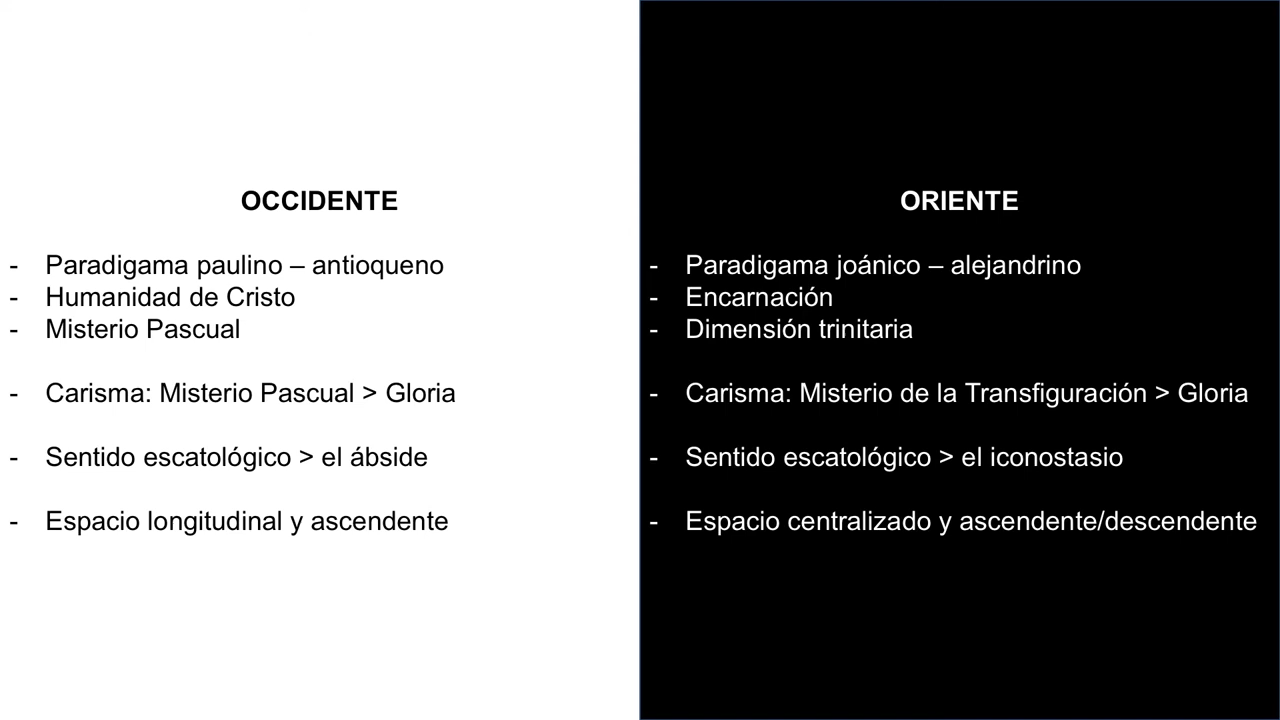 OCCIDENTE
- Paradigama paulino – antioqueno
- Humanidad de Cristo
- Misterio Pascual
- Carisma: Misterio Pascual > Gloria
- Sentido escatológico > el ábside
- Espacio longitudinal y ascendente
ORIENTE
- Paradigama joánico – alejandrino
- Encarnación
- Dimensión trinitaria
- Carisma: Misterio de la Transfiguración > Gloria
- Sentido escatológico > el iconostasio
- Espacio centralizado y ascendente/descendente